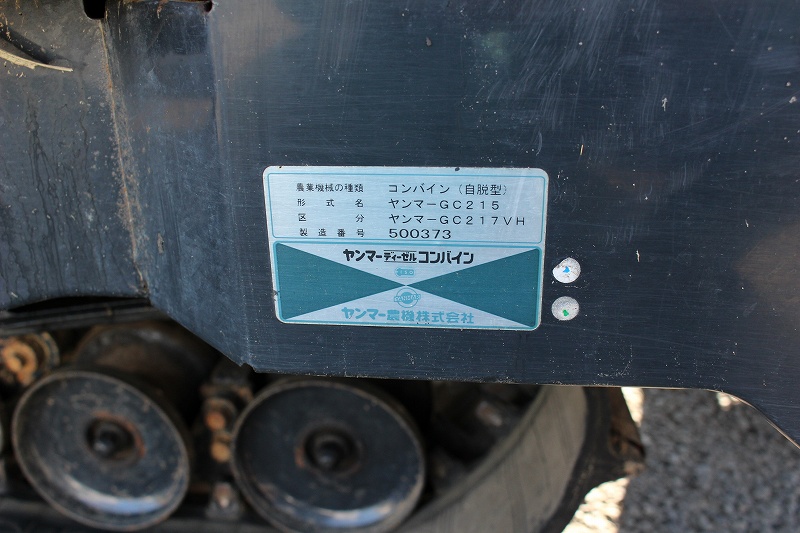 農業機械の種類 コンバイン（自脱型）
形式名 ヤンマーGC215
区分 ヤンマーGC217VH
製造番号 500373
ヤンマーディーゼルコンバイン
ヤンマー農機株式会社